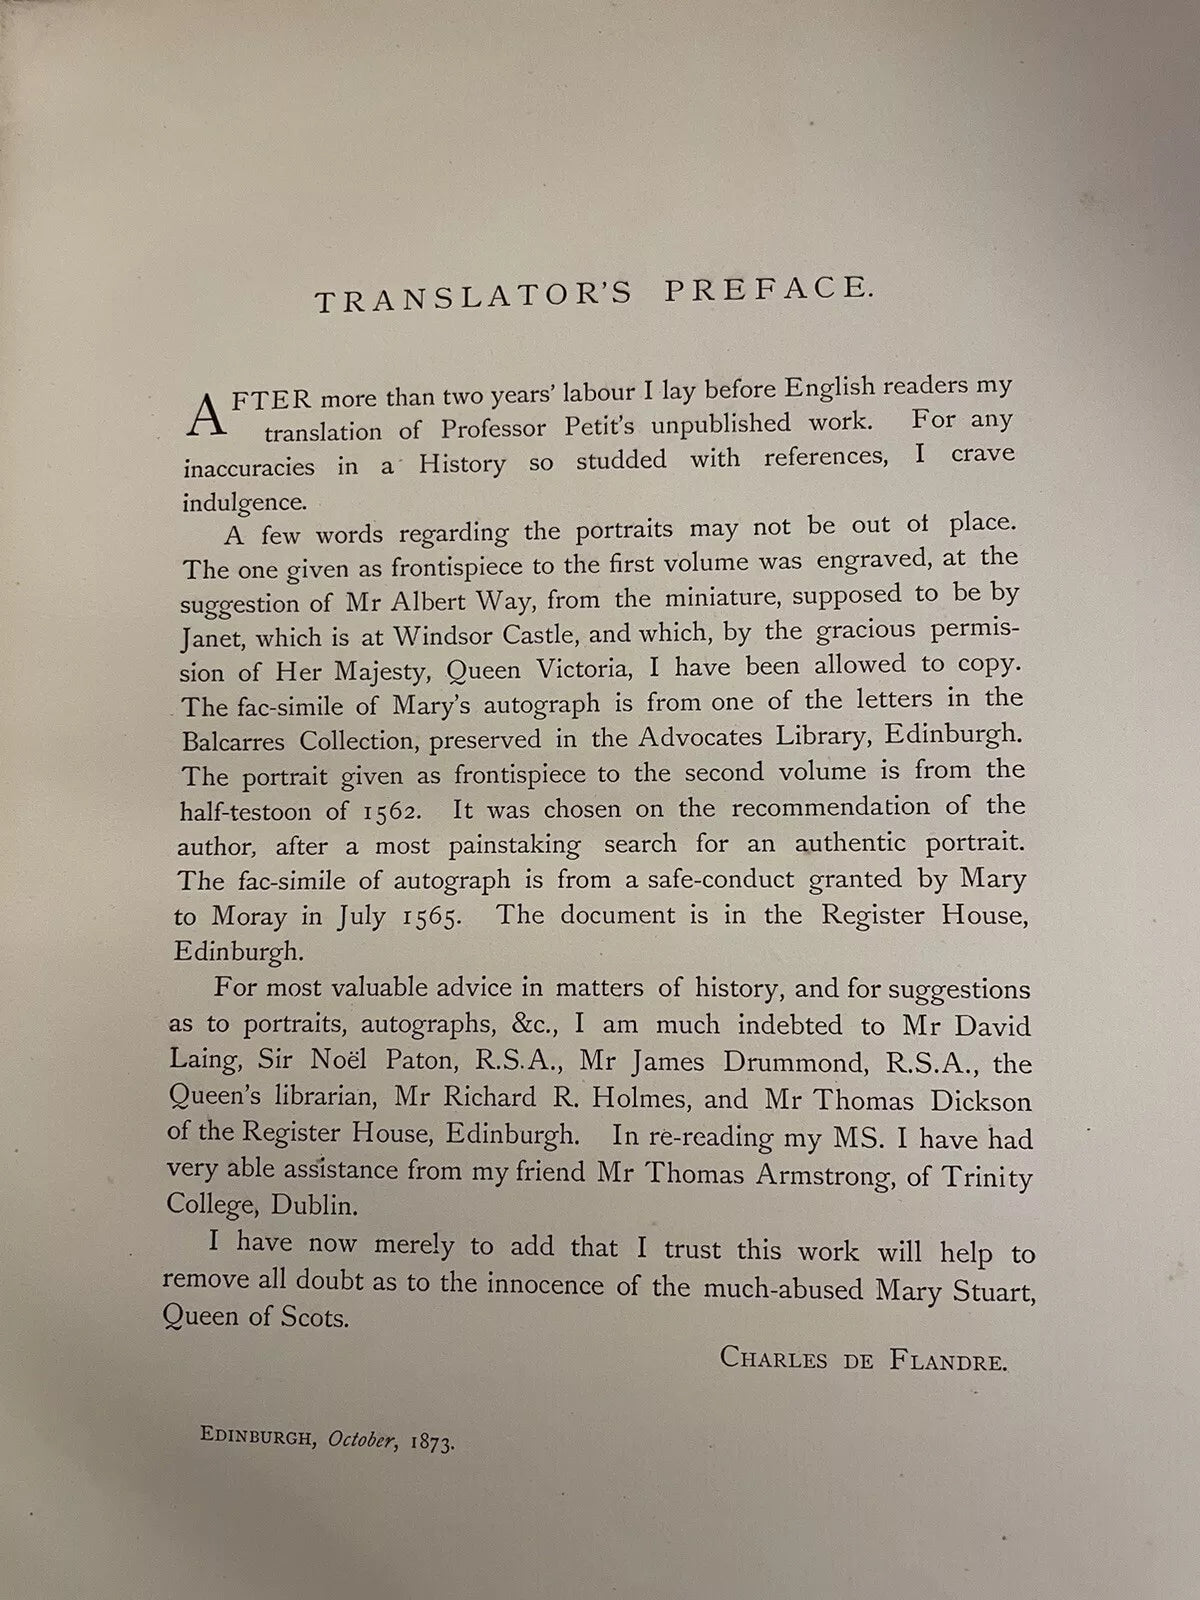 TRANSLATOR'S PREFACE.
AFTER more than two years' labour I lay before English readers my
translation of Professor Petit's unpublished work. For any
inaccuracies in a History so studded with references, I crave
indulgence.
A few words regarding the portraits may not be out of place.
The one given as frontispiece to the first volume was engraved, at the
suggestion of Mr Albert Way, from the miniature, supposed to be by
Janet, which is at Windsor Castle, and which, by the gracious permis-
sion of Her Majesty, Queen Victoria, I have been allowed to copy.
The fac-simile of Mary's autograph is from one of the letters in the
Balcarres Collection, preserved in the Advocates Library, Edinburgh.
The portrait given as frontispiece to the second volume is from the
half-testoon of 1562. It was chosen on the recommendation of the
author, after a most painstaking search for an authentic portrait.
The fac-simile of autograph is from a safe-conduct granted by Mary
to Moray in July 1565. The document is in the Register House,
Edinburgh.
For most valuable advice in matters of history, and for suggestions
as to portraits, autographs, &c., I am much indebted to Mr David
Laing, Sir Noël Paton, R.S.A., Mr James Drummond, R.S.A., the
Queen's librarian, Mr Richard R. Holmes, and Mr Thomas Dickson
of the Register House, Edinburgh. In re-reading my MS. I have had
very able assistance from my friend Mr Thomas Armstrong, of Trinity
College, Dublin.
I have now merely to add that I trust this work will help to
remove all doubt as to the innocence of the much-abused Mary Stuart,
Queen of Scots.
CHARLES DE FLANDRE.
EDINBURGH, October, 1873.